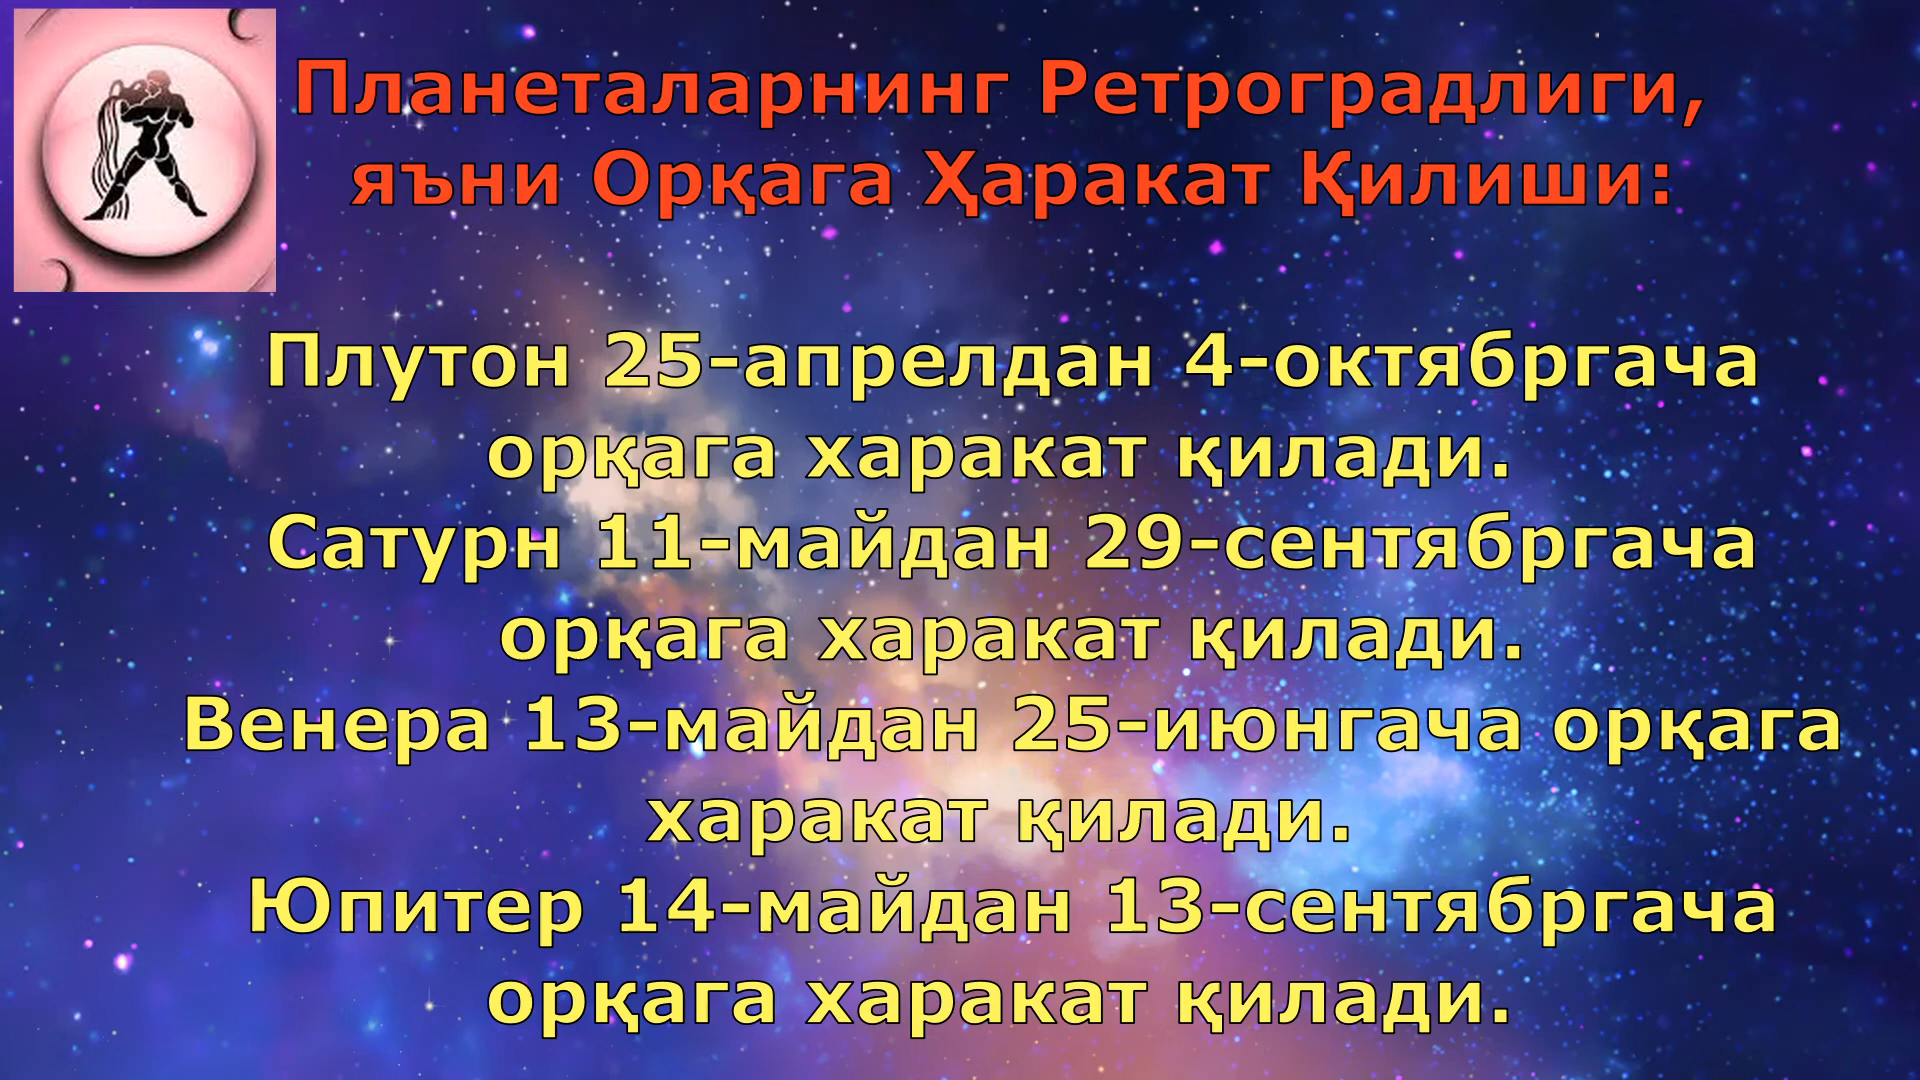 Планеталарнинг Ретроградлиги,
яъни Орқага Ҳаракат Қилиши:
Плутон 25-апрелдан 4-октябргача
орқага харакат қилади.
Сатурн 11-майдан 29-сентябргача
орқага харакат қилади.
Венера 13-майдан 25-июнгача орқага
харакат қилади.
Юпитер 14-майдан 13-сентябргача
орқага харакат қилади.